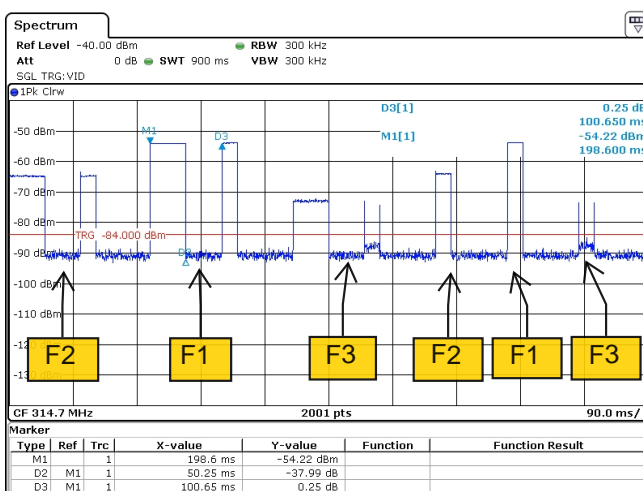 Spectrum
Ref Level -40.00 dBm RBW 300 kHz
Att 0 dB SWT 900 ms VBW 300 kHz
SGL TRG:VID
1Pk Clrw
D3[1] 0.25 dB
100.650 ms
M1[1] -54.22 dBm
198.600 ms
-50 dBm
M1
D3
-60 dBm
-70 dBm
-80 dBm
TRG -84.000 dBm
-90 dBm
D2
-100 dBm
-110 dBm
F2 F1 F3 F2 F1 F3
CF 314.7 MHz 2001 pts 90.0 ms/
Marker
Type Ref Trc X-value Y-value Function Function Result
M1 1 198.6 ms -54.22 dBm
D2 M1 1 50.25 ms -37.99 dB
D3 M1 1 100.65 ms 0.25 dB